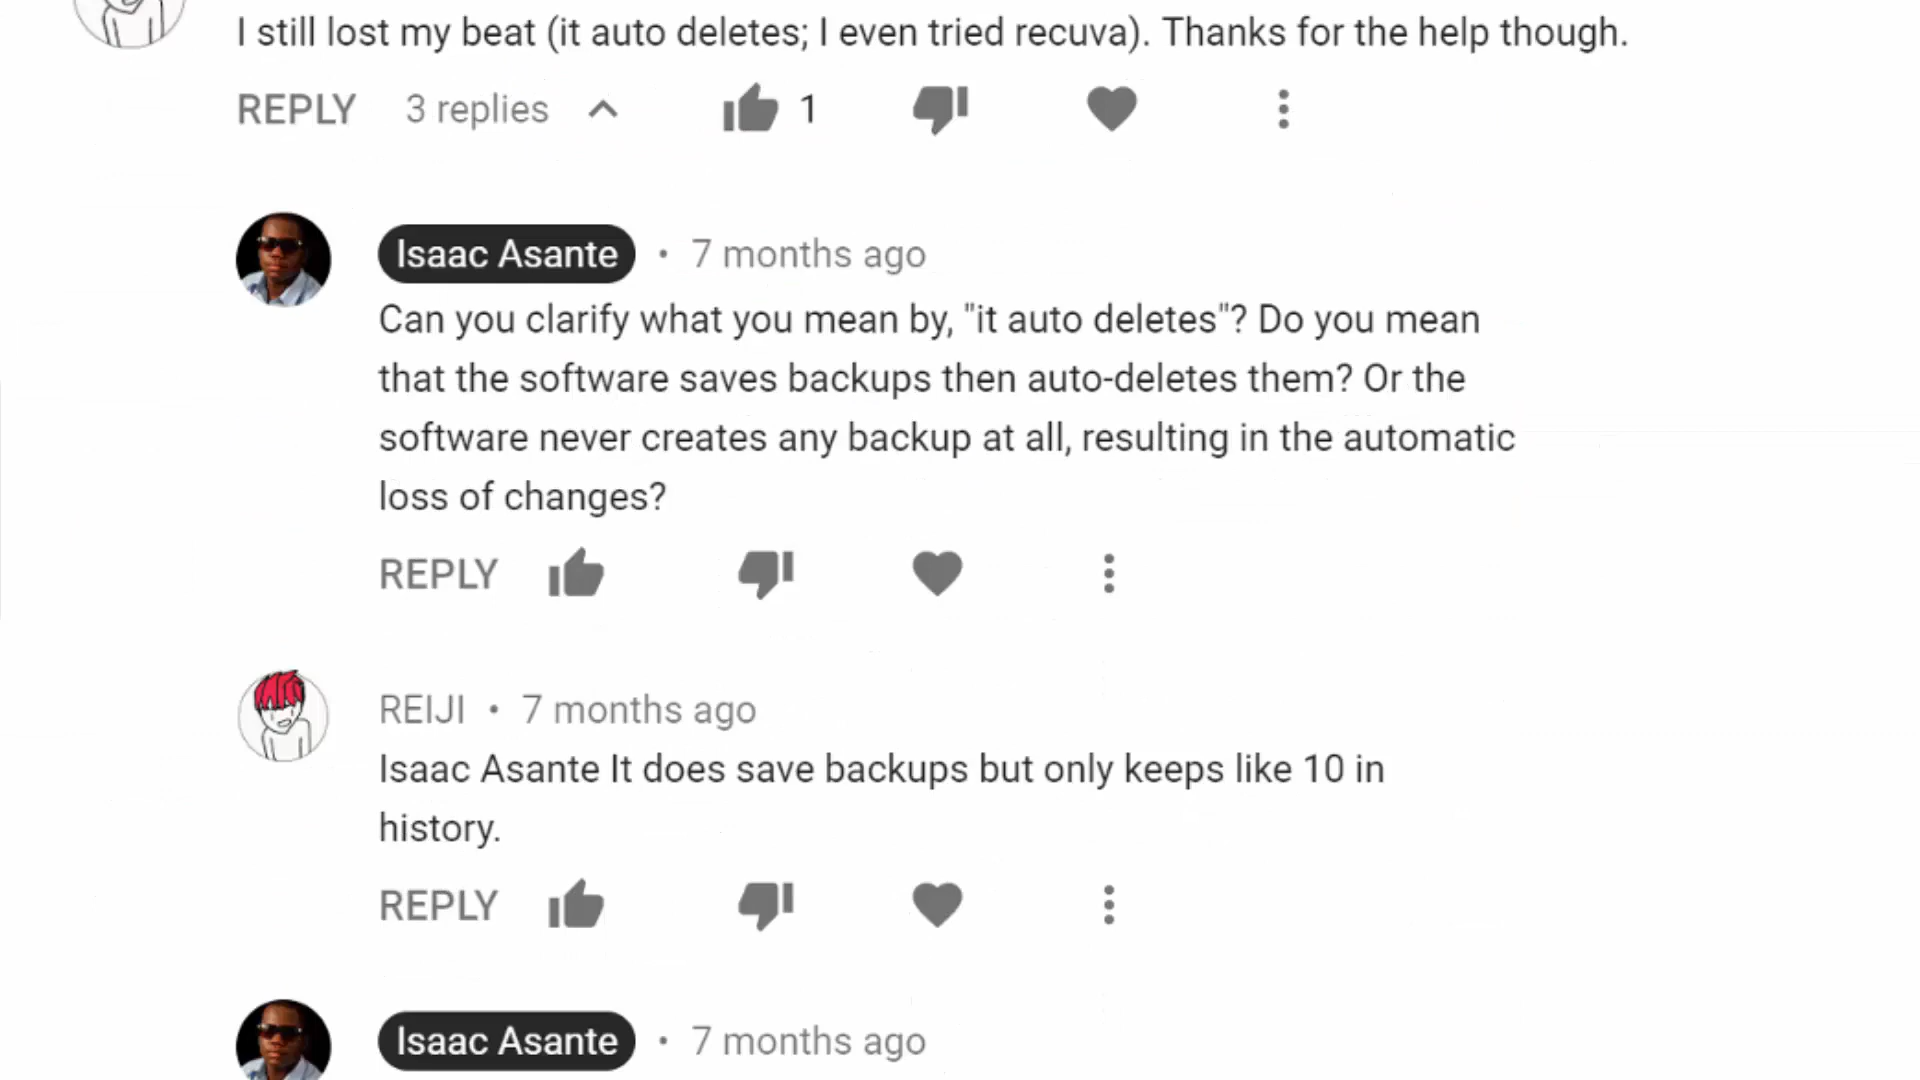 I still lost my beat (it auto deletes; I even tried recuva). Thanks for the help though.
REPLY 3 replies 1
Isaac Asante • 7 months ago
Can you clarify what you mean by, "it auto deletes"? Do you mean
that the software saves backups then auto-deletes them? Or the
software never creates any backup at all, resulting in the automatic
loss of changes?
REPLY
REIJI • 7 months ago
Isaac Asante It does save backups but only keeps like 10 in
history.
REPLY
Isaac Asante • 7 months ago